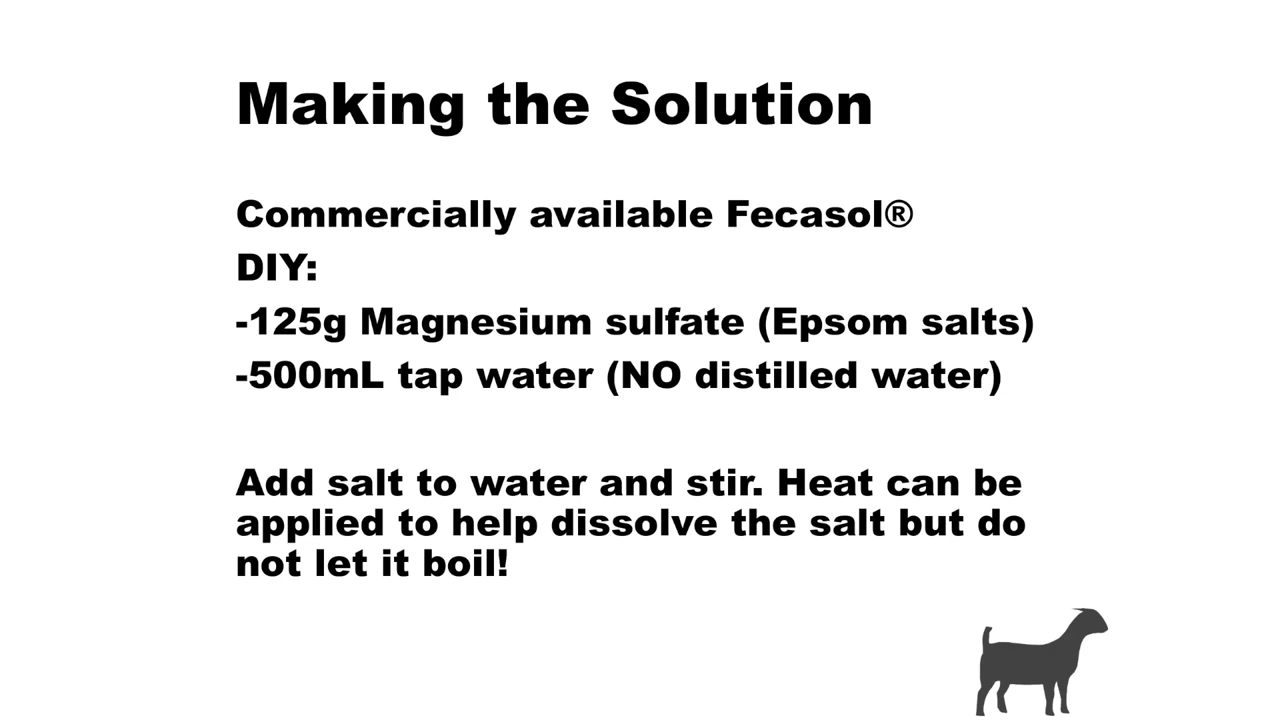 Making the Solution
Commercially available Fecasol®
DIY:
-125g Magnesium sulfate (Epsom salts)
-500mL tap water (NO distilled water)
Add salt to water and stir. Heat can be
applied to help dissolve the salt but do
not let it boil!